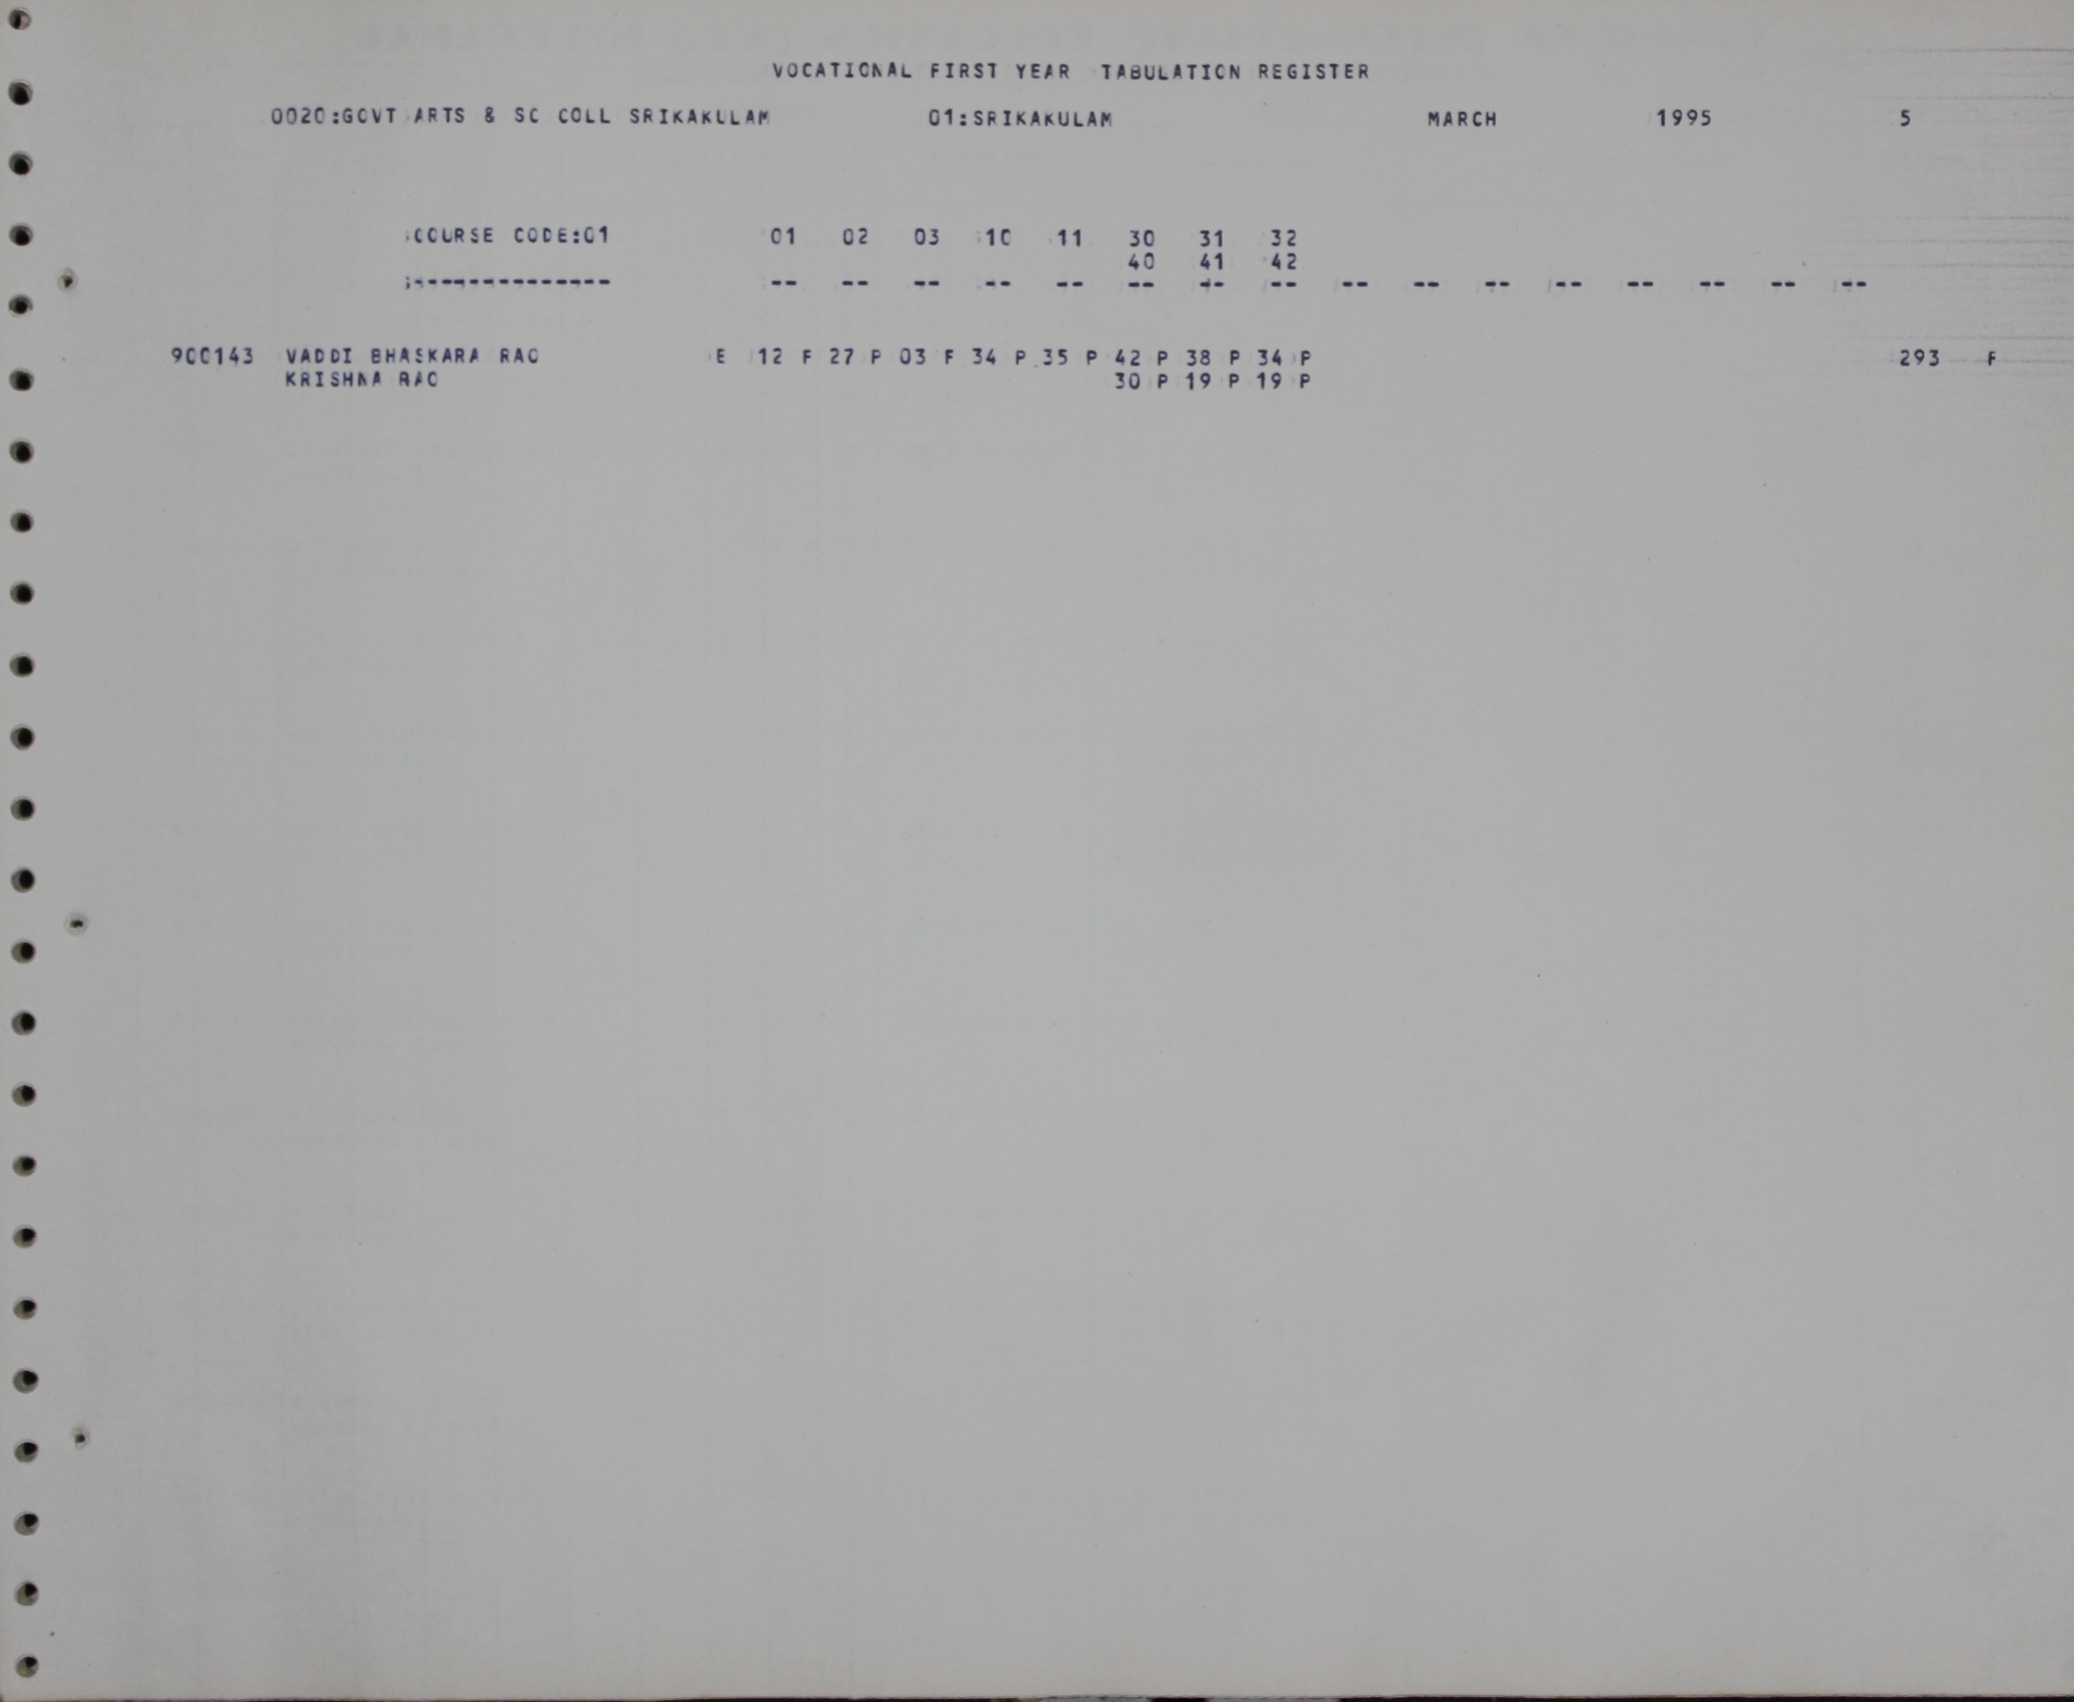 VOCATIONAL FIRST YEAR TABULATION REGISTER
0020:GOVT ARTS & SC COLL SRIKAKULAM 01:SRIKAKULAM MARCH 1995 5
COURSE CODE:01 01 02 03 10 11 30 31 32
40 41 42
-------------- -- -- -- -- -- -- -- -- -- -- -- -- -- -- -- --
900143 VADDI BHASKARA RAO E 12 F 27 P 03 F 34 P 35 P 42 P 38 P 34 P 293 F
KRISHNA RAO 30 P 19 P 19 P